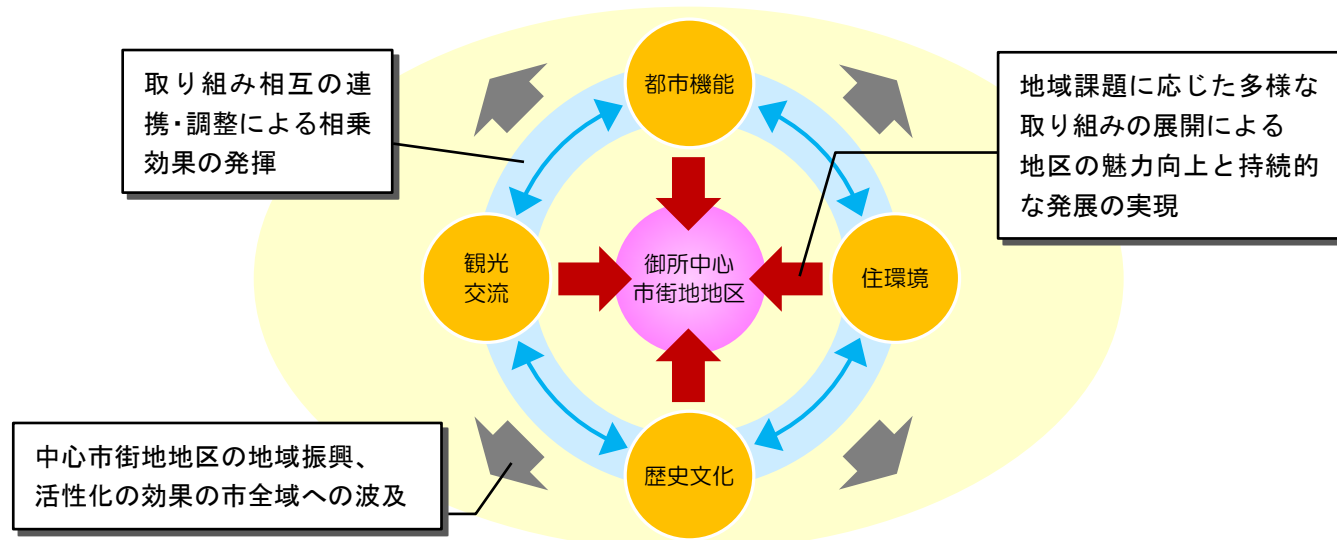 取り組み相互の連
携・調整による相乗
効果の発揮
都市機能
地域課題に応じた多様な
取り組みの展開による
地区の魅力向上と持続的
な発展の実現
観光
交流
御所中心
市街地地区
住環境
中心市街地地区の地域振興、
活性化の効果の市全域への波及
歴史文化